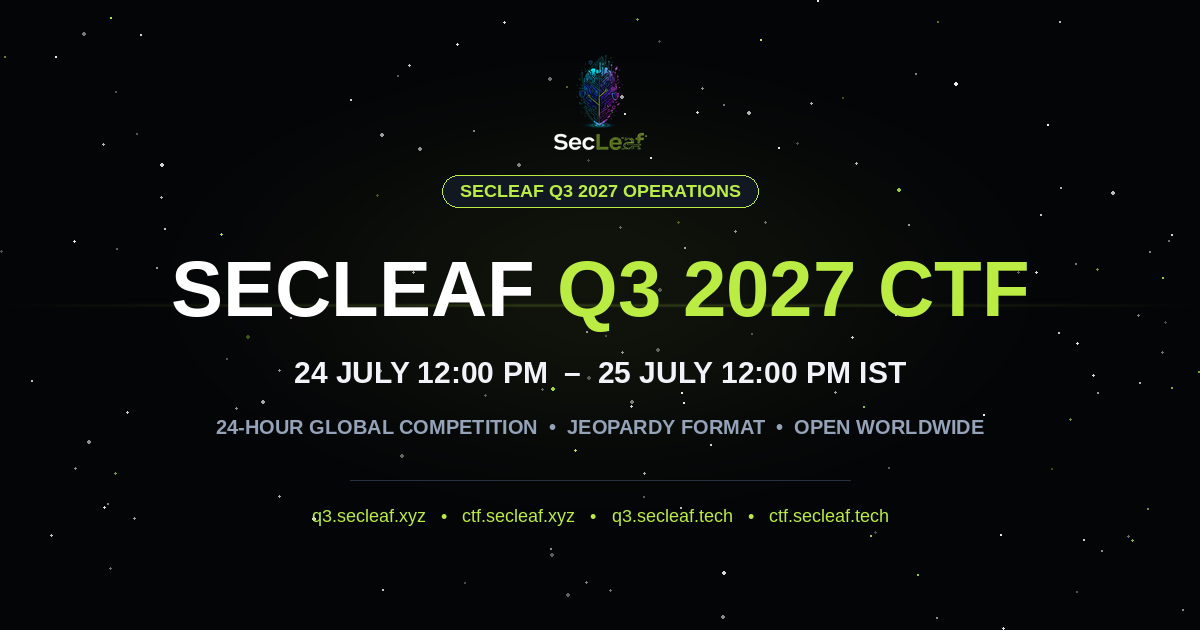 SecLeaf
SECLEAF Q3 2027 OPERATIONS
SECLEAF Q3 2027 CTF
24 JULY 12:00 PM – 25 JULY 12:00 PM IST
24-HOUR GLOBAL COMPETITION • JEOPARDY FORMAT • OPEN WORLDWIDE
q3.secleaf.xyz • ctf.secleaf.xyz • q3.secleaf.tech • ctf.secleaf.tech